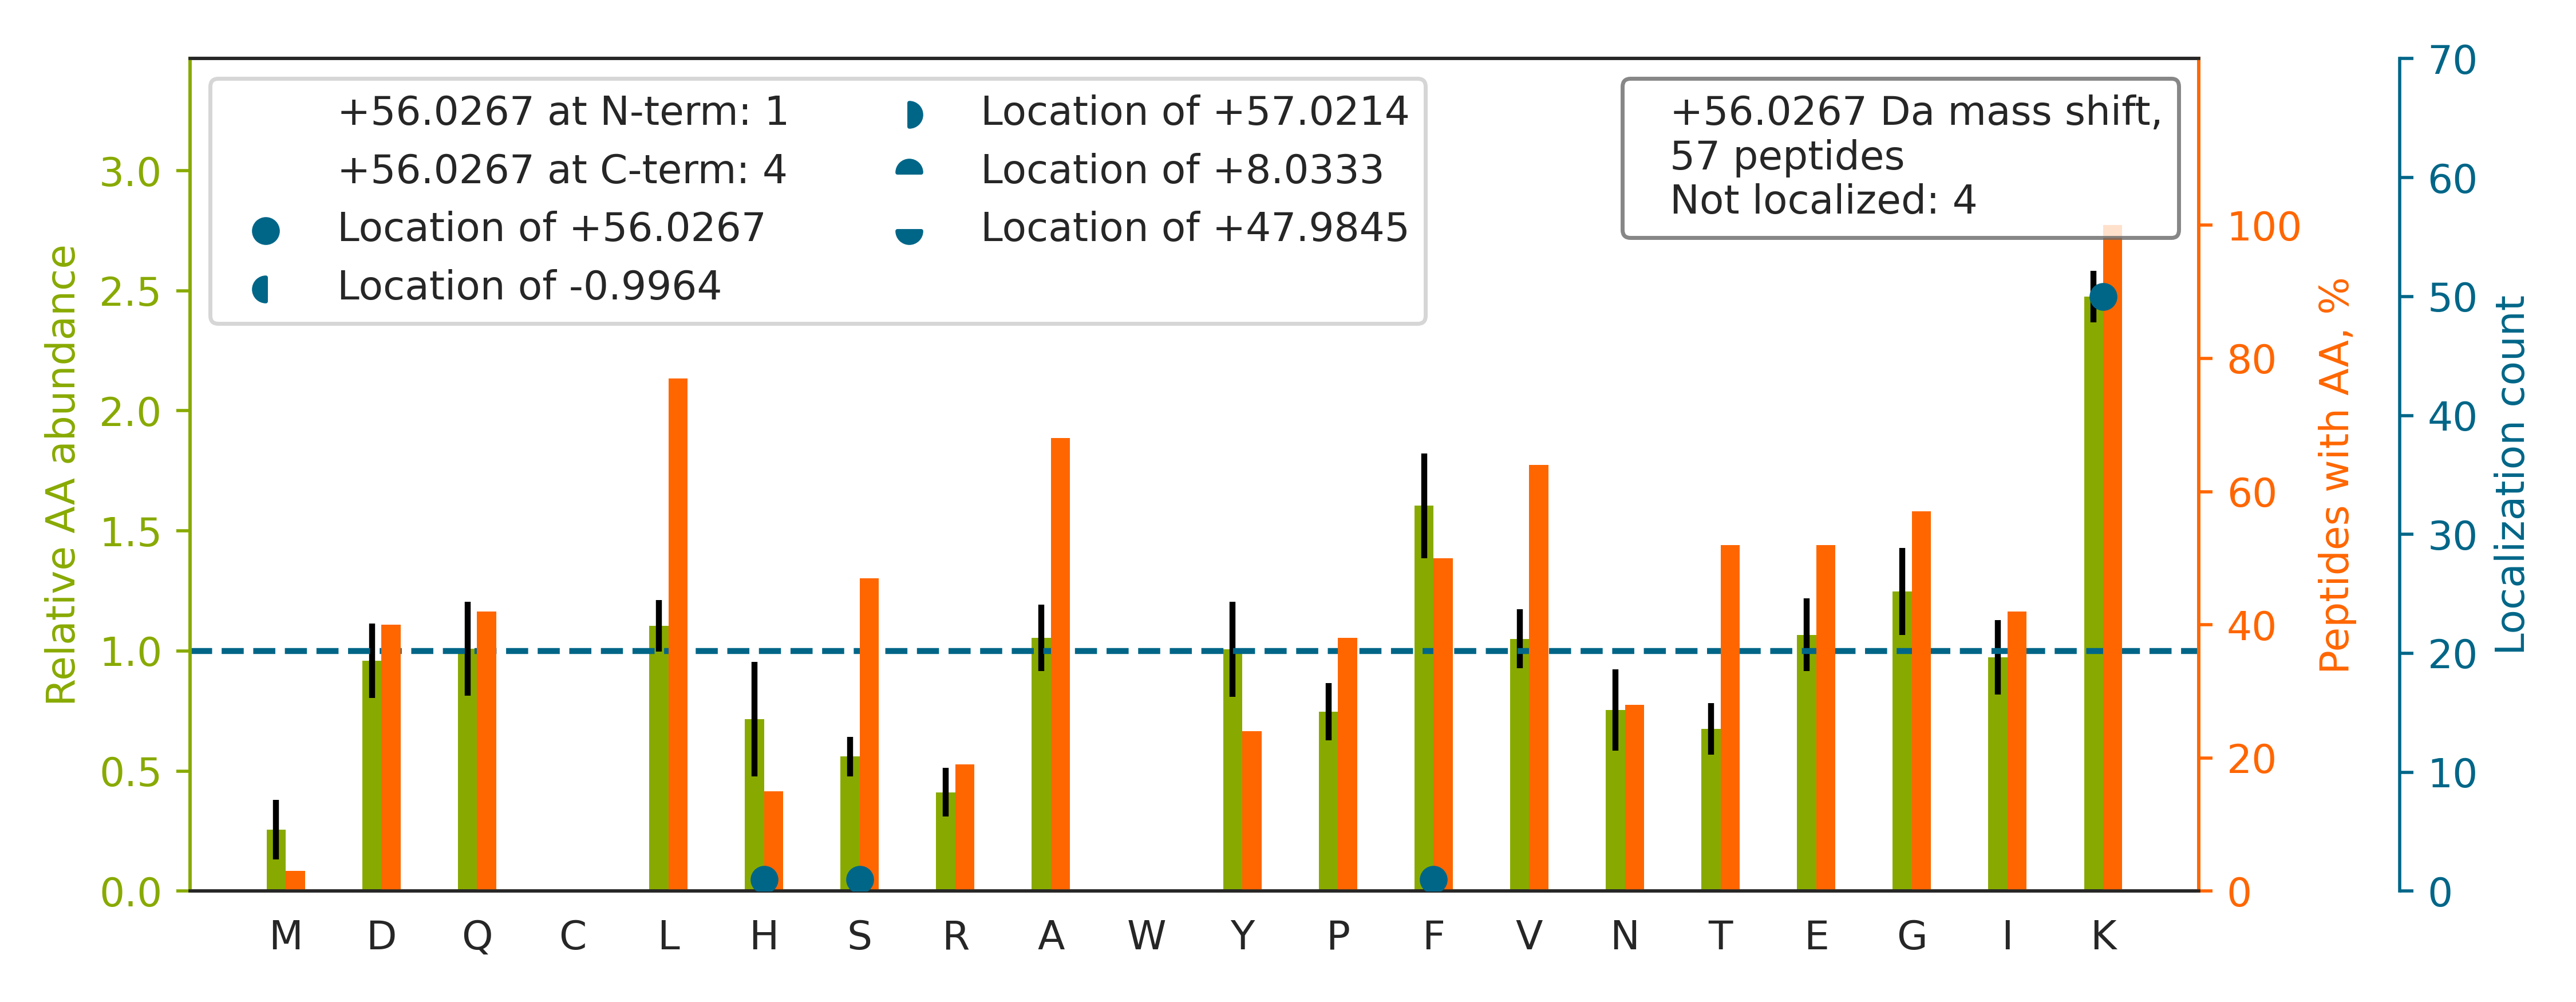 +56.0267 at N-term: 1
+56.0267 at C-term: 4
Location of +56.0267
Location of -0.9964
Location of +57.0214
Location of +8.0333
Location of +47.9845
+56.0267 Da mass shift,
57 peptides
Not localized: 4
Relative AA abundance
3.0
2.5
2.0
1.5
1.0
0.5
0.0
M D Q C L H S R A W Y P F V N T E G I K
100
80
60
40
20
0
Peptides with AA, %
70
60
50
40
30
20
10
0
Localization count